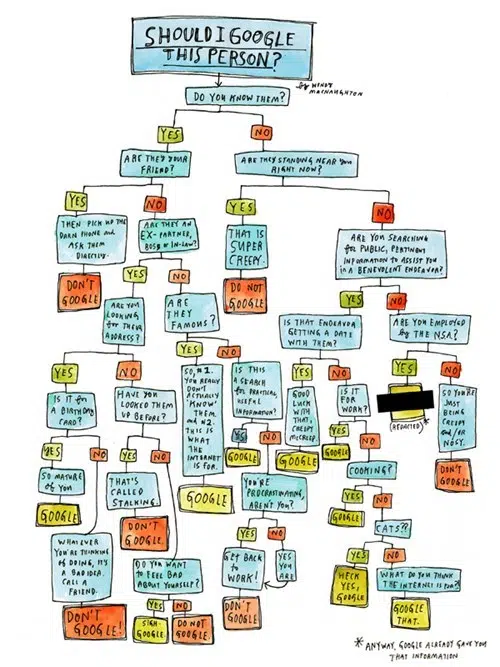 SHOULD I GOOGLE
THIS PERSON?
by WENDY
MACNAUGHTON
DO YOU KNOW THEM?
YES
NO
ARE THEY YOUR
FRIEND?
ARE THEY STANDING NEAR YOU
RIGHT NOW?
YES
NO
YES
NO
THEN PICK UP THE
DARN PHONE and
ASK THEM
DIRECTLY.
ARE THEY AN
EX-PARTNER,
BOSS or IN-LAW?
THAT IS
SUPER
CREEPY.
ARE YOU SEARCHING
for PUBLIC, PERTINENT
INFORMATION to ASSIST YOU
IN A BENEVOLENT ENDEAVOR?
DON'T
GOOGLE
YES
NO
DO NOT
GOOGLE
YES
NO
ARE YOU
LOOKING
for THEIR
ADDRESS?
ARE
THEY
FAMOUS?
IS THAT ENDEAVOR
GETTING A DATE
WITH THEM?
ARE YOU EMPLOYED
by THE NSA?
YES
NO
YES
NO
YES
NO
YES
NO
IS IT for
A BIRTHDAY
CARD?
HAVE YOU
LOOKED THEM
UP BEFORE?
SO, #1.
YOU REALLY
DON'T
ACTUALLY
KNOW
THEM
and #2.
THIS IS
WHAT
THE
INTERNET
IS FOR.
IS THIS
A SEARCH
for PRACTICAL,
USEFUL
INFORMATION?
GOOD
LUCK
WITH
THAT,
CREEPY
MCCREEP.
IS IT
FOR
WORK?
(REDACTED)*
SO YOU'RE
JUST
BEING
CREEPY
and/or
NOSY.
YES
NO
YES
NO
YES
NO
YES
NO
SO MATURE
OF YOU
THAT'S
CALLED
STALKING.
GOOGLE
GOOGLE
GOOGLE
GOOGLE
COOKING?
DON'T
GOOGLE
GOOGLE
DON'T
GOOGLE.
YOU'RE
PROCRASTINATING,
AREN'T YOU?
YES
NO
WHATEVER
YOU'RE THINKING
OF DOING, IT'S
A BAD IDEA.
CALL A
FRIEND.
DO YOU WANT
TO FEEL BAD
ABOUT YOURSELF?
YES
NO
GOOGLE
CATS??
GET BACK
to
WORK!
YES
YOU
ARE
YES
NO
DON'T
GOOGLE!
YES
NO
DON'T
GOOGLE
HECK
YES,
GOOGLE
WHAT DO YOU THINK
THE INTERNET IS for?
SIGH-
GOOGLE.
DO NOT
GOOGLE.
GOOGLE
THAT.
* ANYWAY, GOOGLE ALREADY GAVE YOU
THAT INFORMATION